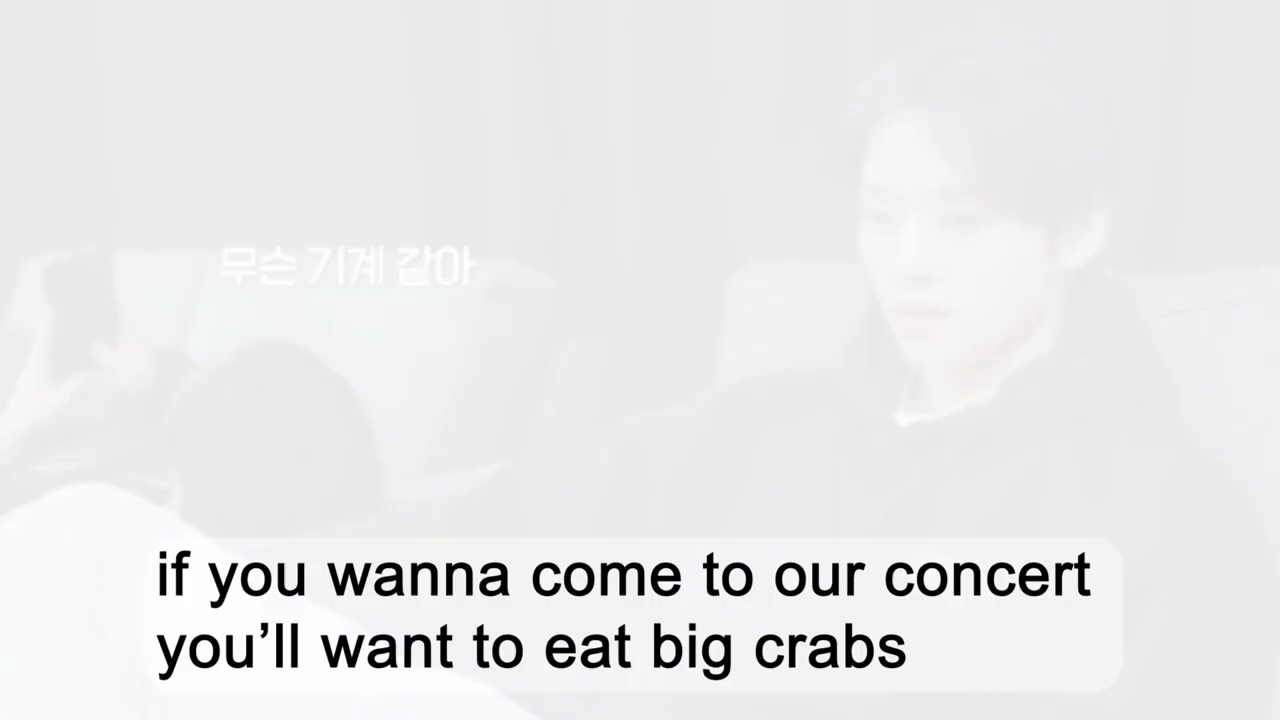 무슨 기계 같아
if you wanna come to our concert
you’ll want to eat big crabs